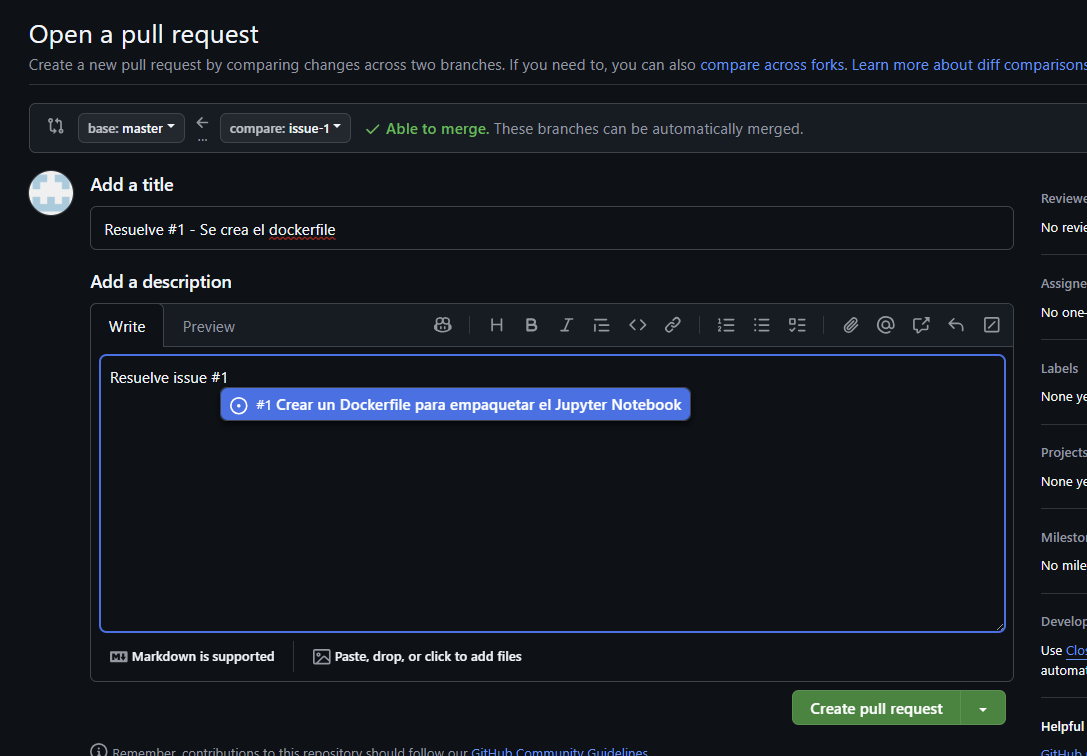 Open a pull request
Create a new pull request by comparing changes across two branches. If you need to, you can also compare across forks. Learn more about diff comparisons
base: master
compare: issue-1
Able to merge. These branches can be automatically merged.
Add a title
Resuelve #1 - Se crea el dockerfile
Add a description
Write
Preview
Resuelve issue #1
#1 Crear un Dockerfile para empaquetar el Jupyter Notebook
Markdown is supported
Paste, drop, or click to add files
Create pull request
Remember, contributions to this repository should follow our GitHub Community Guidelines.
Reviewe
No revie
Assigne
No one-
Labels
None ye
Projects
None ye
Milesto
No mile
Develop
Use Clos
automat
Helpful
GitHub